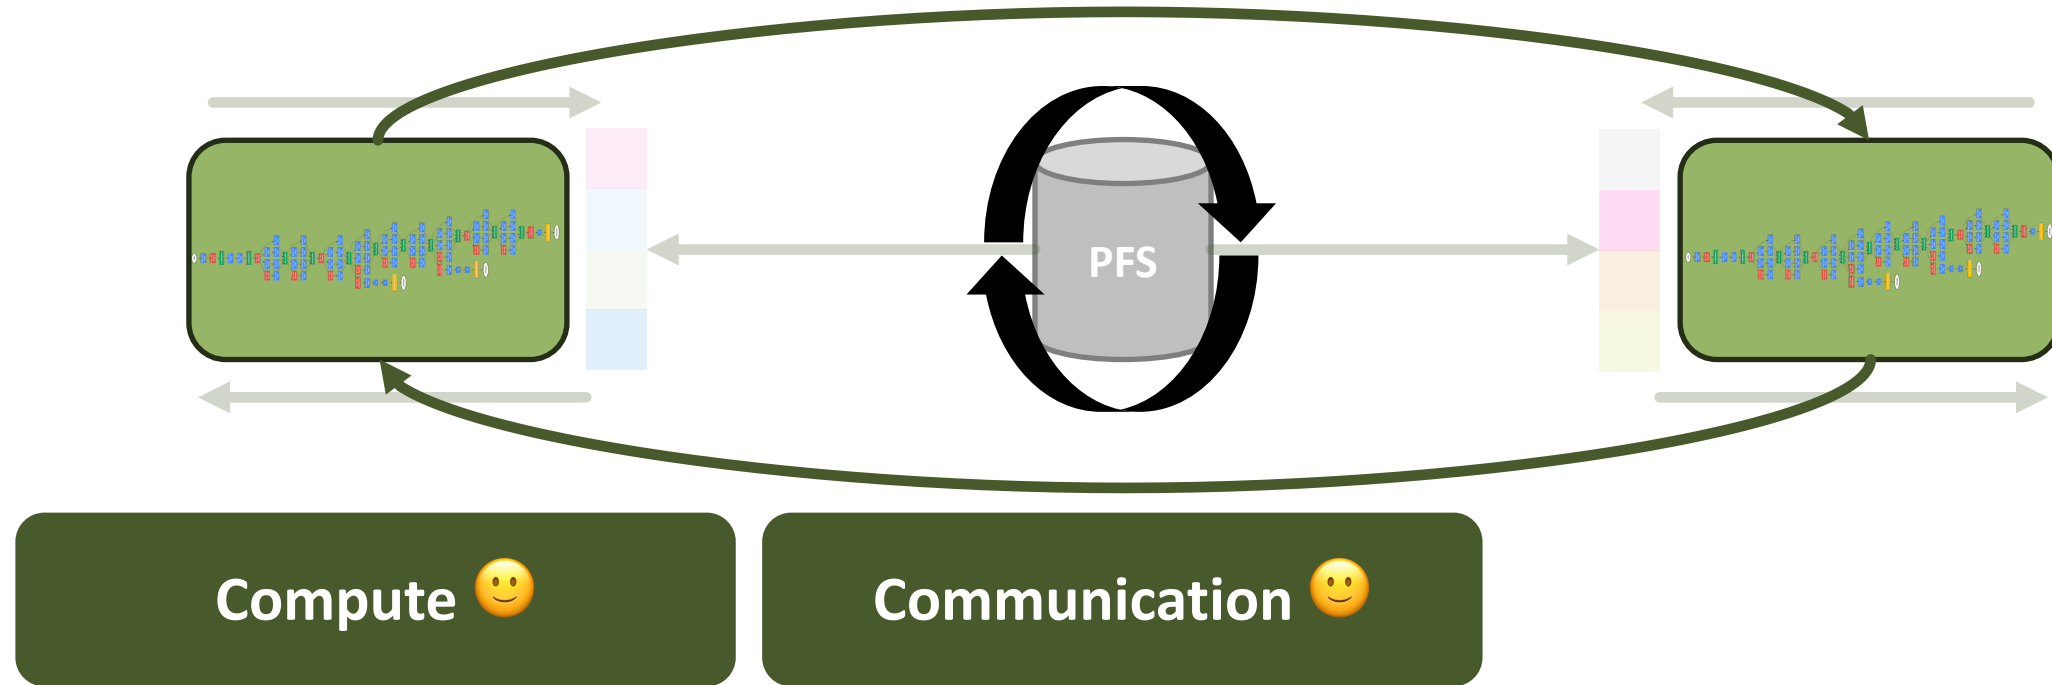 PFS
Compute 🙂
Communication 🙂